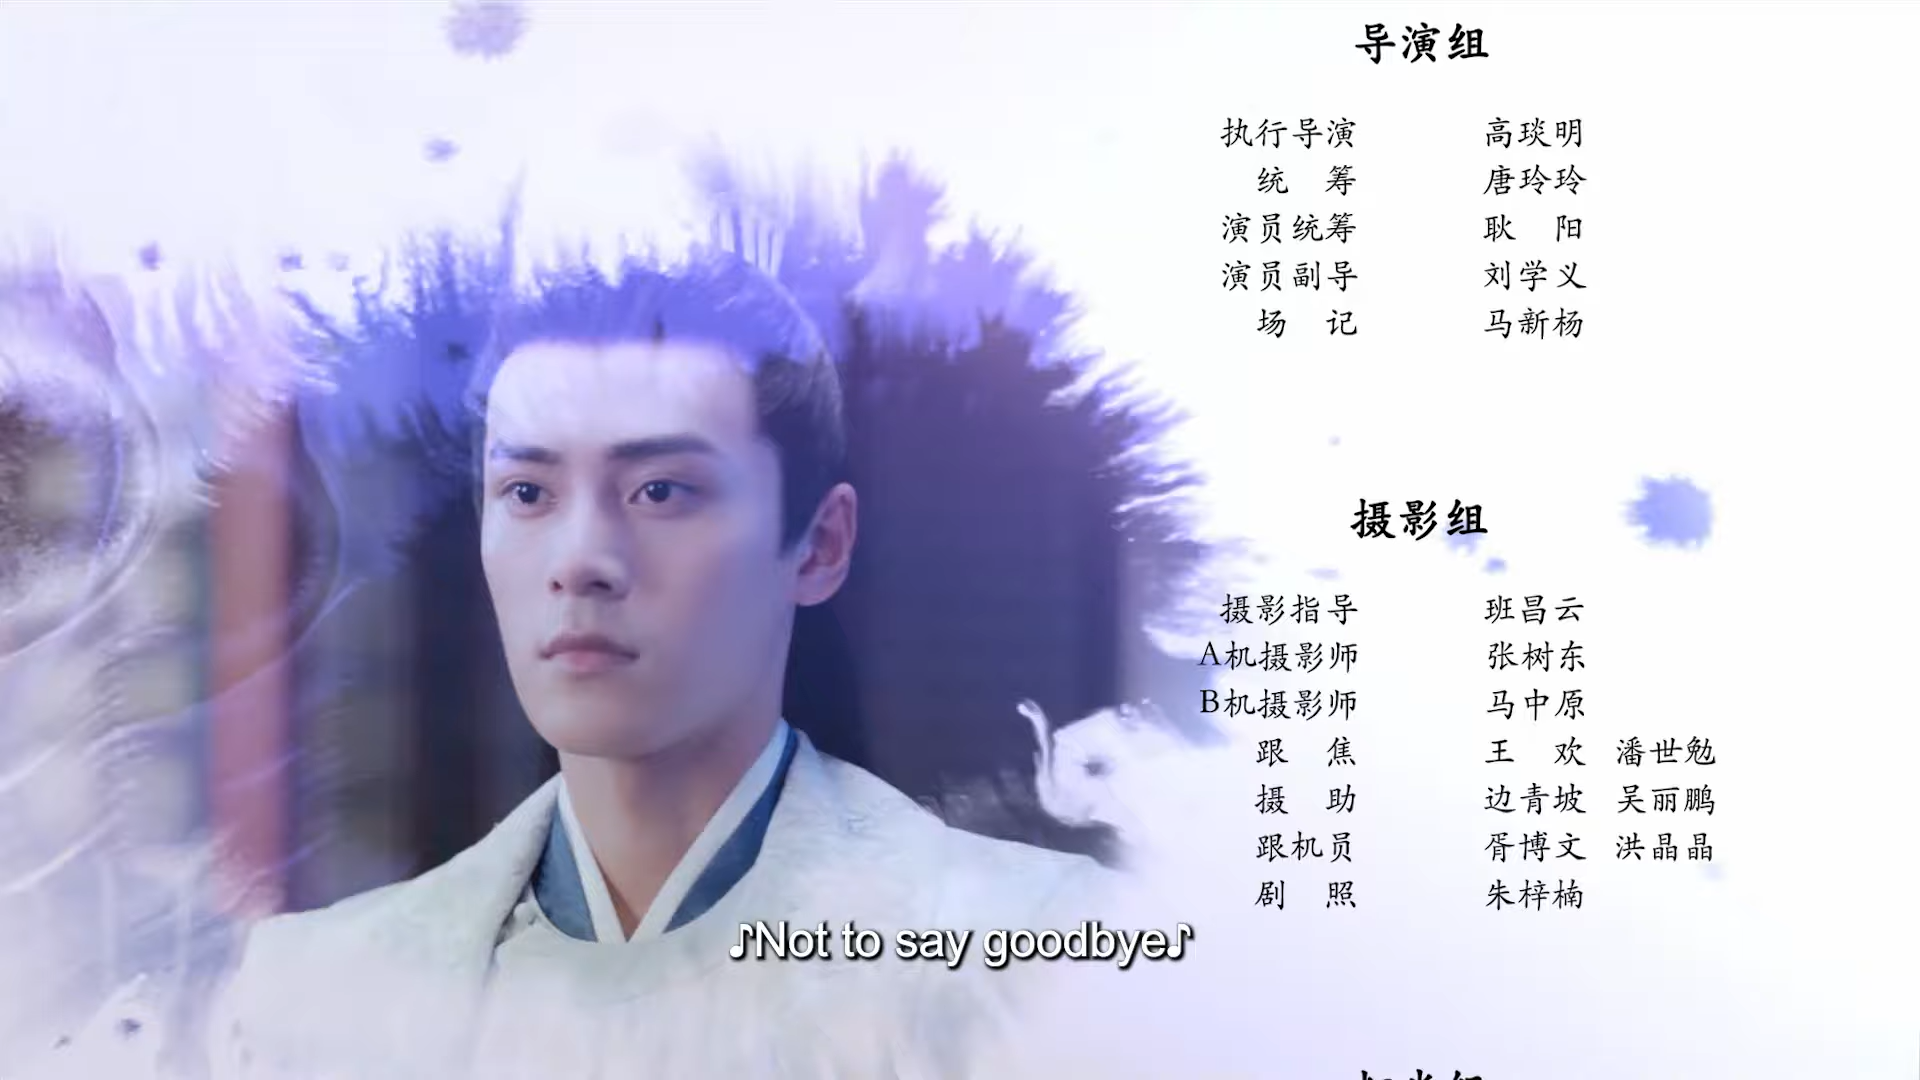 导演组
执行导演 高琰明
统 筹 唐玲玲
演员统筹 耿 阳
演员副导 刘学义
场 记 马新杨
摄影组
摄影指导 班昌云
A机摄影师 张树东
B机摄影师 马中原
跟 焦 王 欢 潘世勉
摄 助 边青坡 吴丽鹏
跟机员 胥博文 洪晶晶
剧 照 朱梓楠
♪Not to say goodbye♪